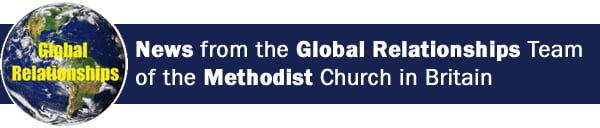 Global
Relationships
News from the Global Relationships Team
of the Methodist Church in Britain